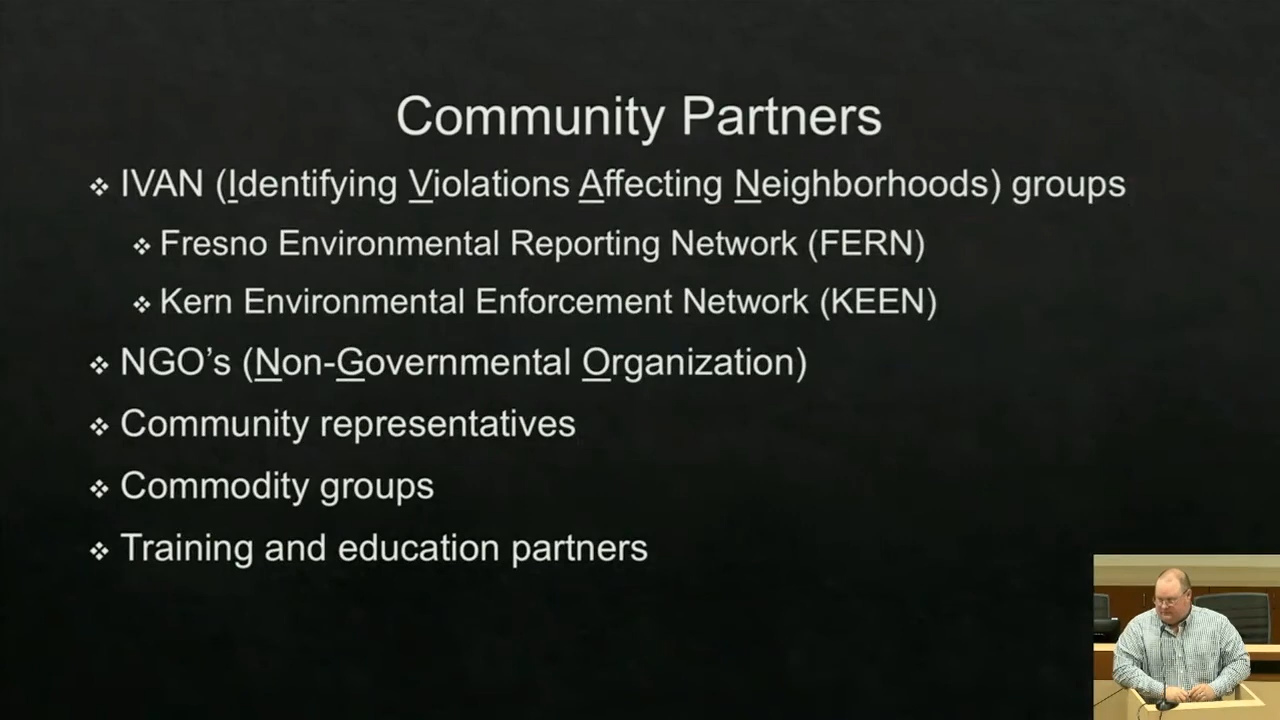 Community Partners
❖ IVAN (Identifying Violations Affecting Neighborhoods) groups
❖ Fresno Environmental Reporting Network (FERN)
❖ Kern Environmental Enforcement Network (KEEN)
❖ NGO’s (Non-Governmental Organization)
❖ Community representatives
❖ Commodity groups
❖ Training and education partners